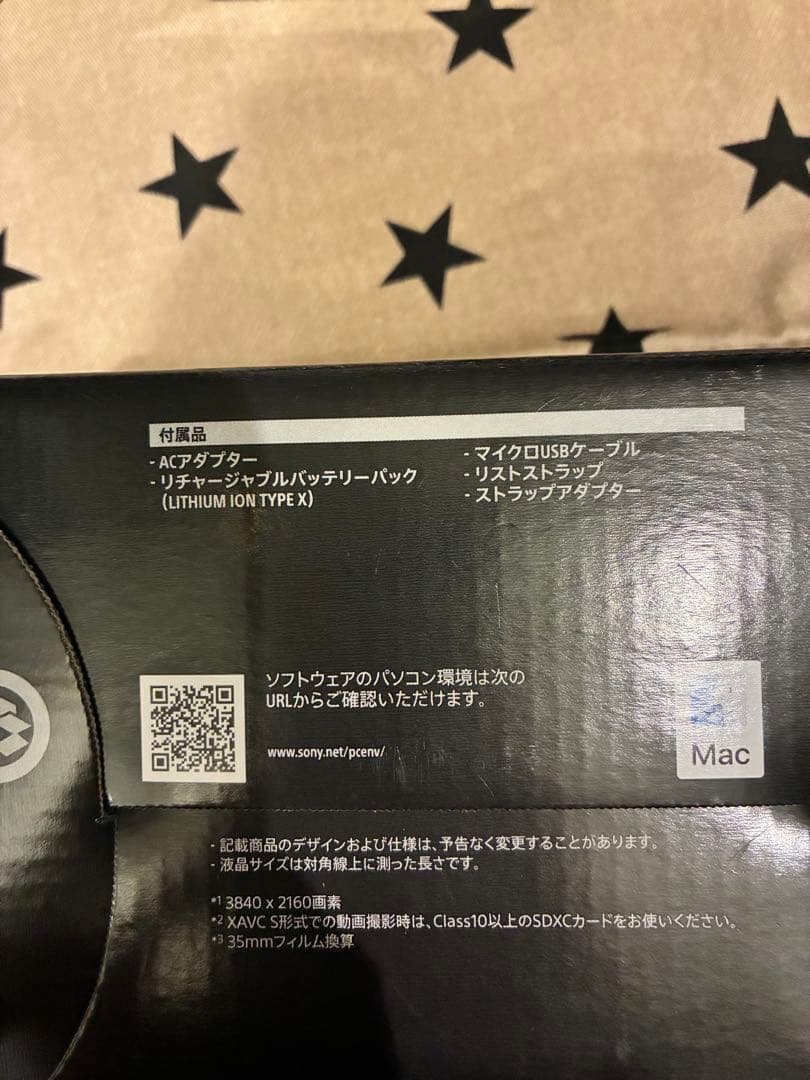 付属品
- ACアダプター
- リチャージャブルバッテリーパック
(LITHIUM ION TYPE X)
- マイクロUSBケーブル
- リストストラップ
- ストラップアダプター
ソフトウェアのパソコン環境は次の
URLからご確認いただけます。
www.sony.net/pcenv/
Mac
- 記載商品のデザインおよび仕様は、予告なく変更することがあります。
- 液晶サイズは対角線上に測った長さです。
*1 3840 x 2160画素
*2 XAVC S形式での動画撮影時は、Class10以上のSDXCカードをお使いください。
*3 35mmフィルム換算